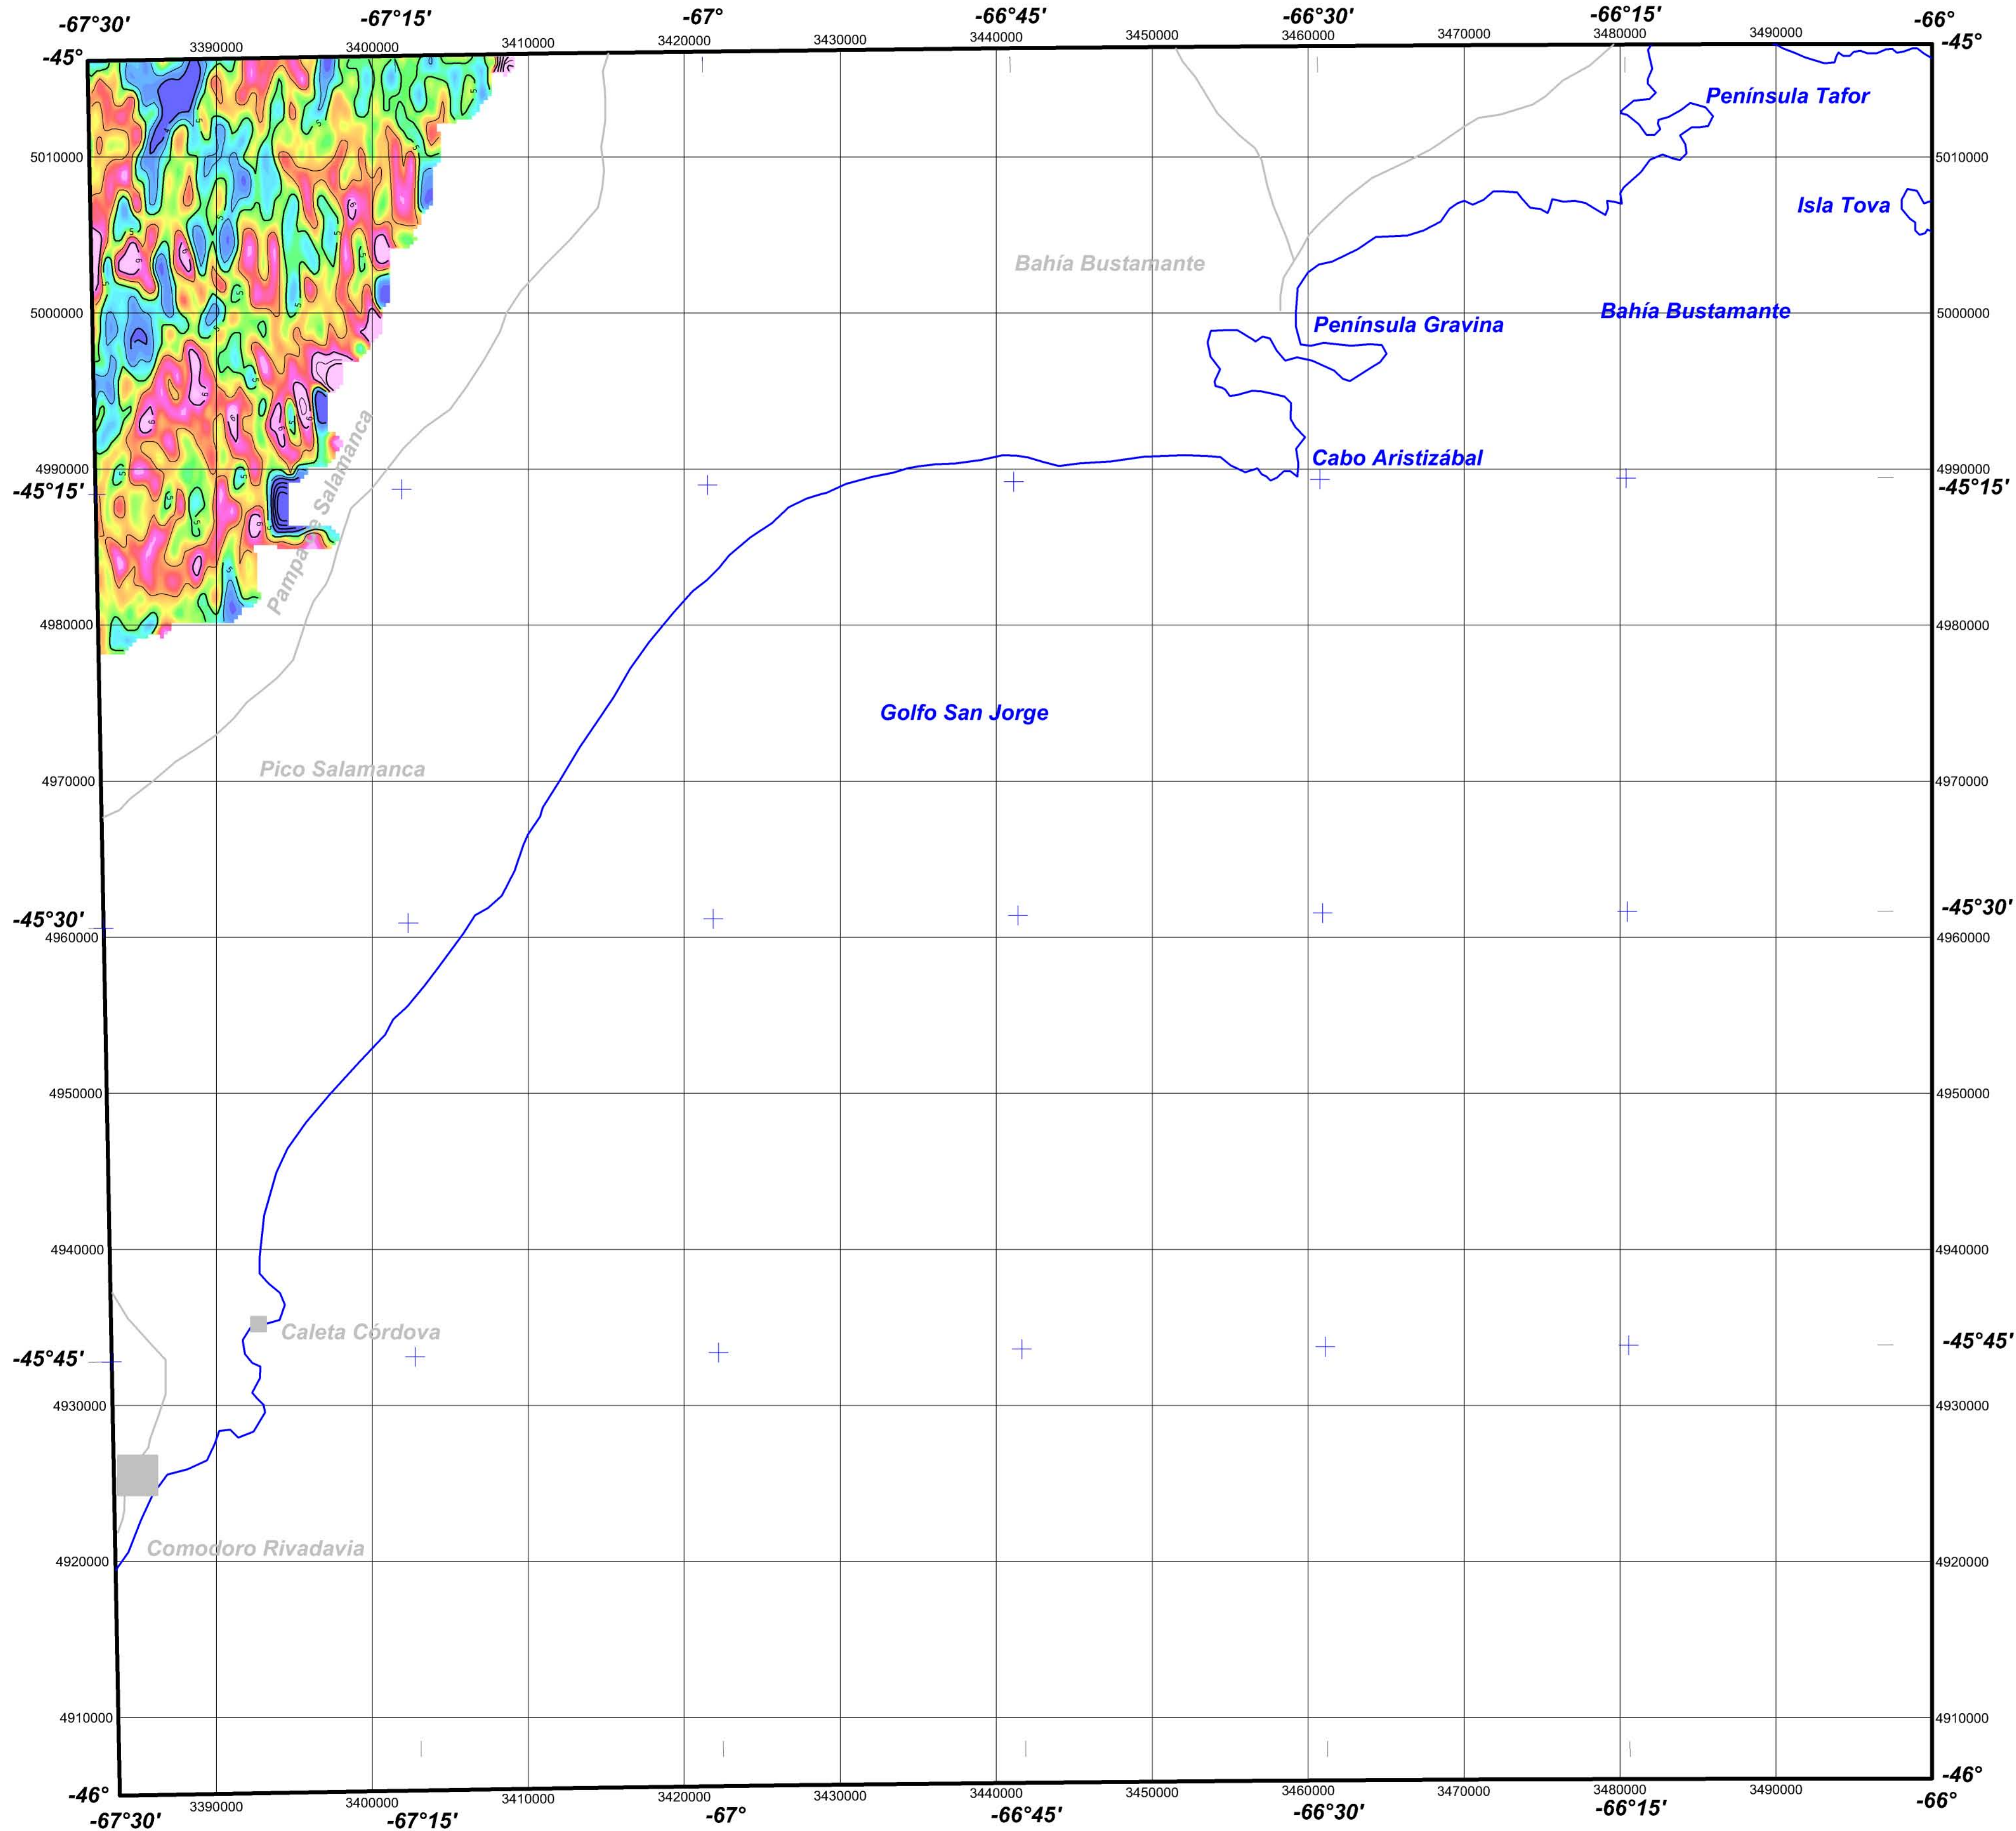 -67°30' -67°15' -67° -66°45' -66°30' -66°15' -66°
3390000 3400000 3410000 3420000 3430000 3440000 3450000 3460000 3470000 3480000 3490000
-45° -45°
Península Tafor
5010000 5010000
Isla Tova
Bahía Bustamante
5000000 Bahía Bustamante 5000000
Península Gravina
Pampa de Salamanca
Cabo Aristizábal
4990000 4990000
-45°15' -45°15'
4980000 4980000
Golfo San Jorge
Pico Salamanca
4970000 4970000
-45°30' -45°30'
4960000 4960000
4950000 4950000
4940000 4940000
Caleta Córdova
-45°45' -45°45'
4930000 4930000
Comodoro Rivadavia
4920000 4920000
4910000 4910000
-46° -46°
3390000 3400000 3410000 3420000 3430000 3440000 3450000 3460000 3470000 3480000 3490000
-67°30' -67°15' -67° -66°45' -66°30' -66°15' -66°